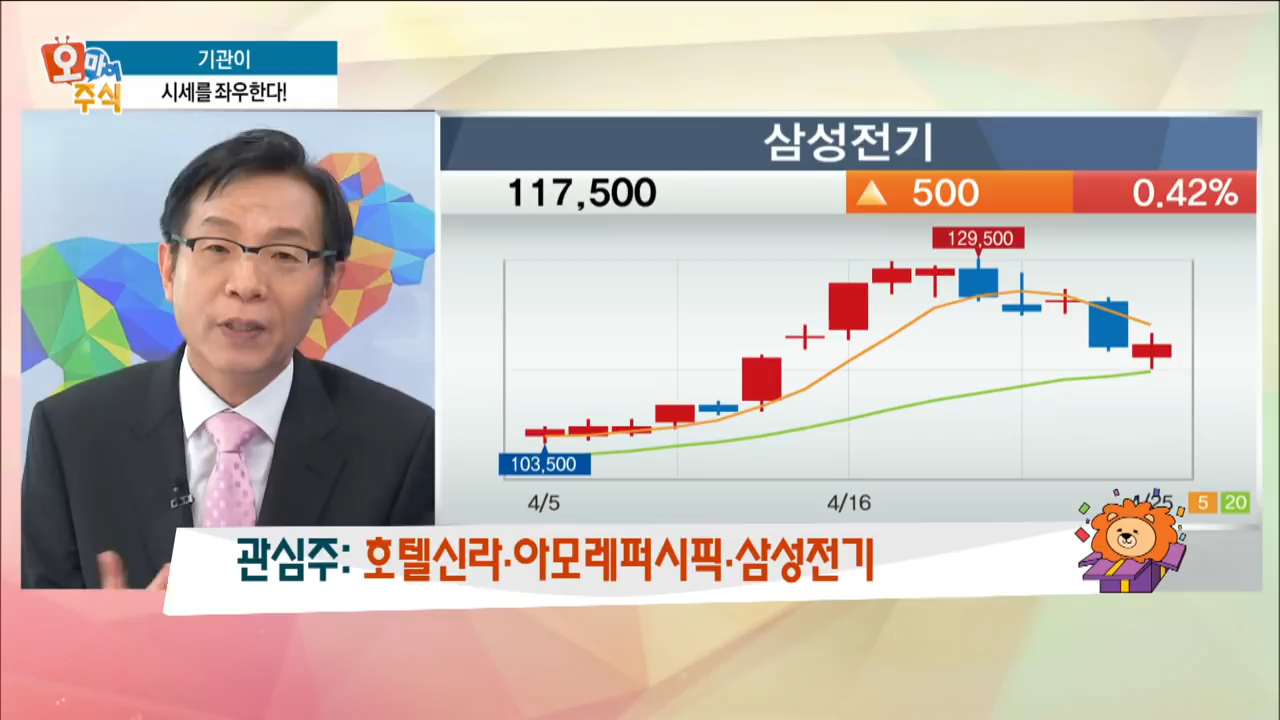 오마이
주식
기관이
시세를 좌우한다!
삼성전기
117,500 ▲ 500 0.42%
129,500
103,500
4/5 4/16 4/25 5 20
관심주: 호텔신라·아모레퍼시픽·삼성전기